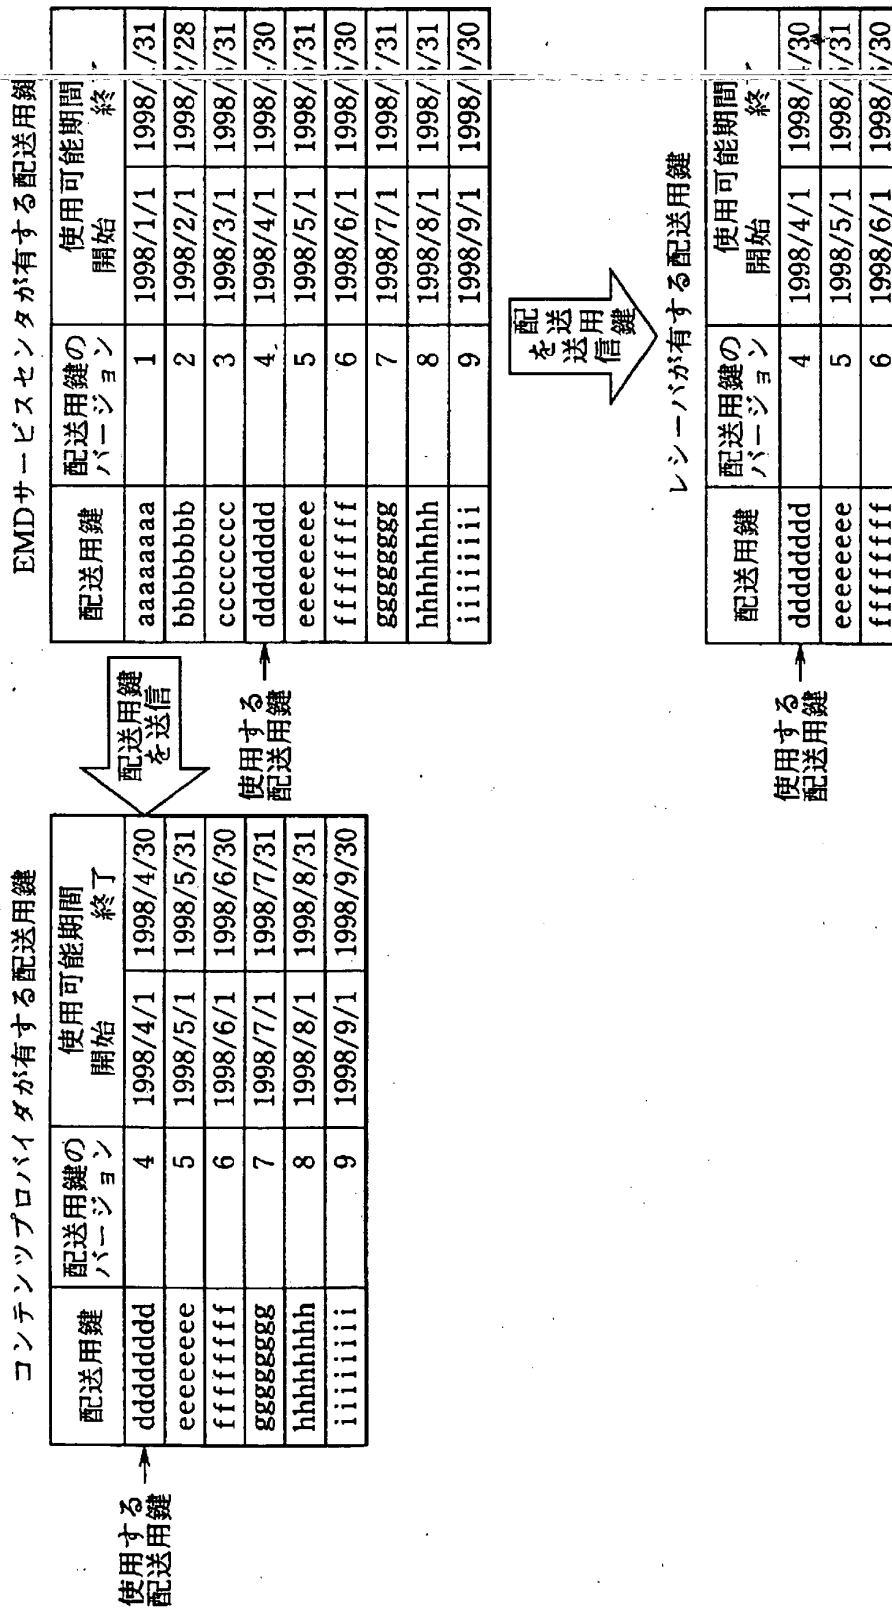 EMDサービスセンタが有する配送用鍵
配送用鍵 配送用鍵のバージョン 使用可能期間 開始 終
aaaaaaaa 1 1998/1/1 1998/ /31
bbbbbbbb 2 1998/2/1 1998/ /28
cccccccc 3 1998/3/1 1998/ /31
dddddddd 4 1998/4/1 1998/ /30
eeeeeeee 5 1998/5/1 1998/ /31
ffffffff 6 1998/6/1 1998/ /30
gggggggg 7 1998/7/1 1998/ /31
hhhhhhhh 8 1998/8/1 1998/ /31
iiiiiiii 9 1998/9/1 1998/ /30
使用する
配送用鍵
配送用鍵
を送信
コンテンツプロバイダが有する配送用鍵
配送用鍵 配送用鍵のバージョン 使用可能期間 開始 終了
dddddddd 4 1998/4/1 1998/4/30
eeeeeeee 5 1998/5/1 1998/5/31
ffffffff 6 1998/6/1 1998/6/30
gggggggg 7 1998/7/1 1998/7/31
hhhhhhhh 8 1998/8/1 1998/8/31
iiiiiiii 9 1998/9/1 1998/9/30
使用する
配送用鍵
配送用鍵
を送信
レシーバが有する配送用鍵
配送用鍵 配送用鍵のバージョン 使用可能期間 開始 終
dddddddd 4 1998/4/1 1998/ /30
eeeeeeee 5 1998/5/1 1998/ /31
ffffffff 6 1998/6/1 1998/ /30
使用する
配送用鍵